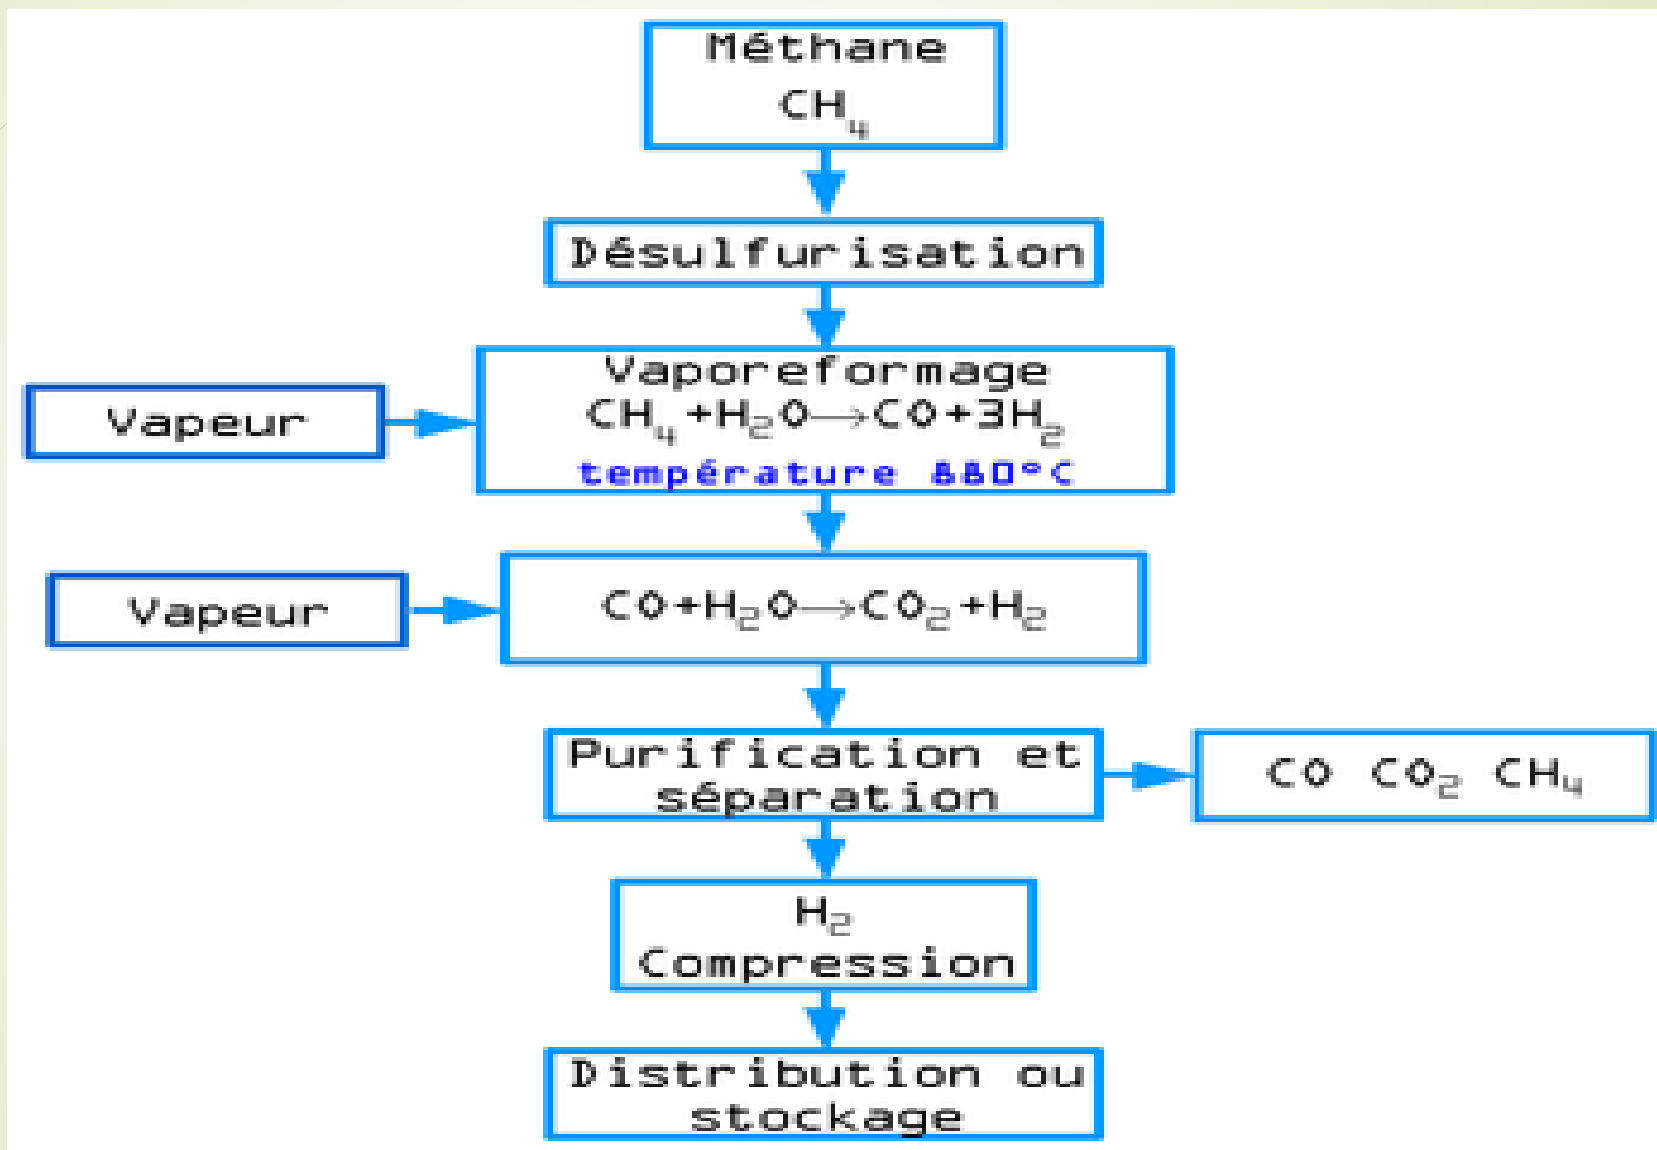 Méthane
CH₄
Désulfurisation
Vaporeformage
Vapeur
CH₄+H₂O→CO+3H₂
température 880°C
Vapeur
CO+H₂O→CO₂+H₂
Purification et
séparation
CO CO₂ CH₄
H₂
Compression
Distribution ou
stockage